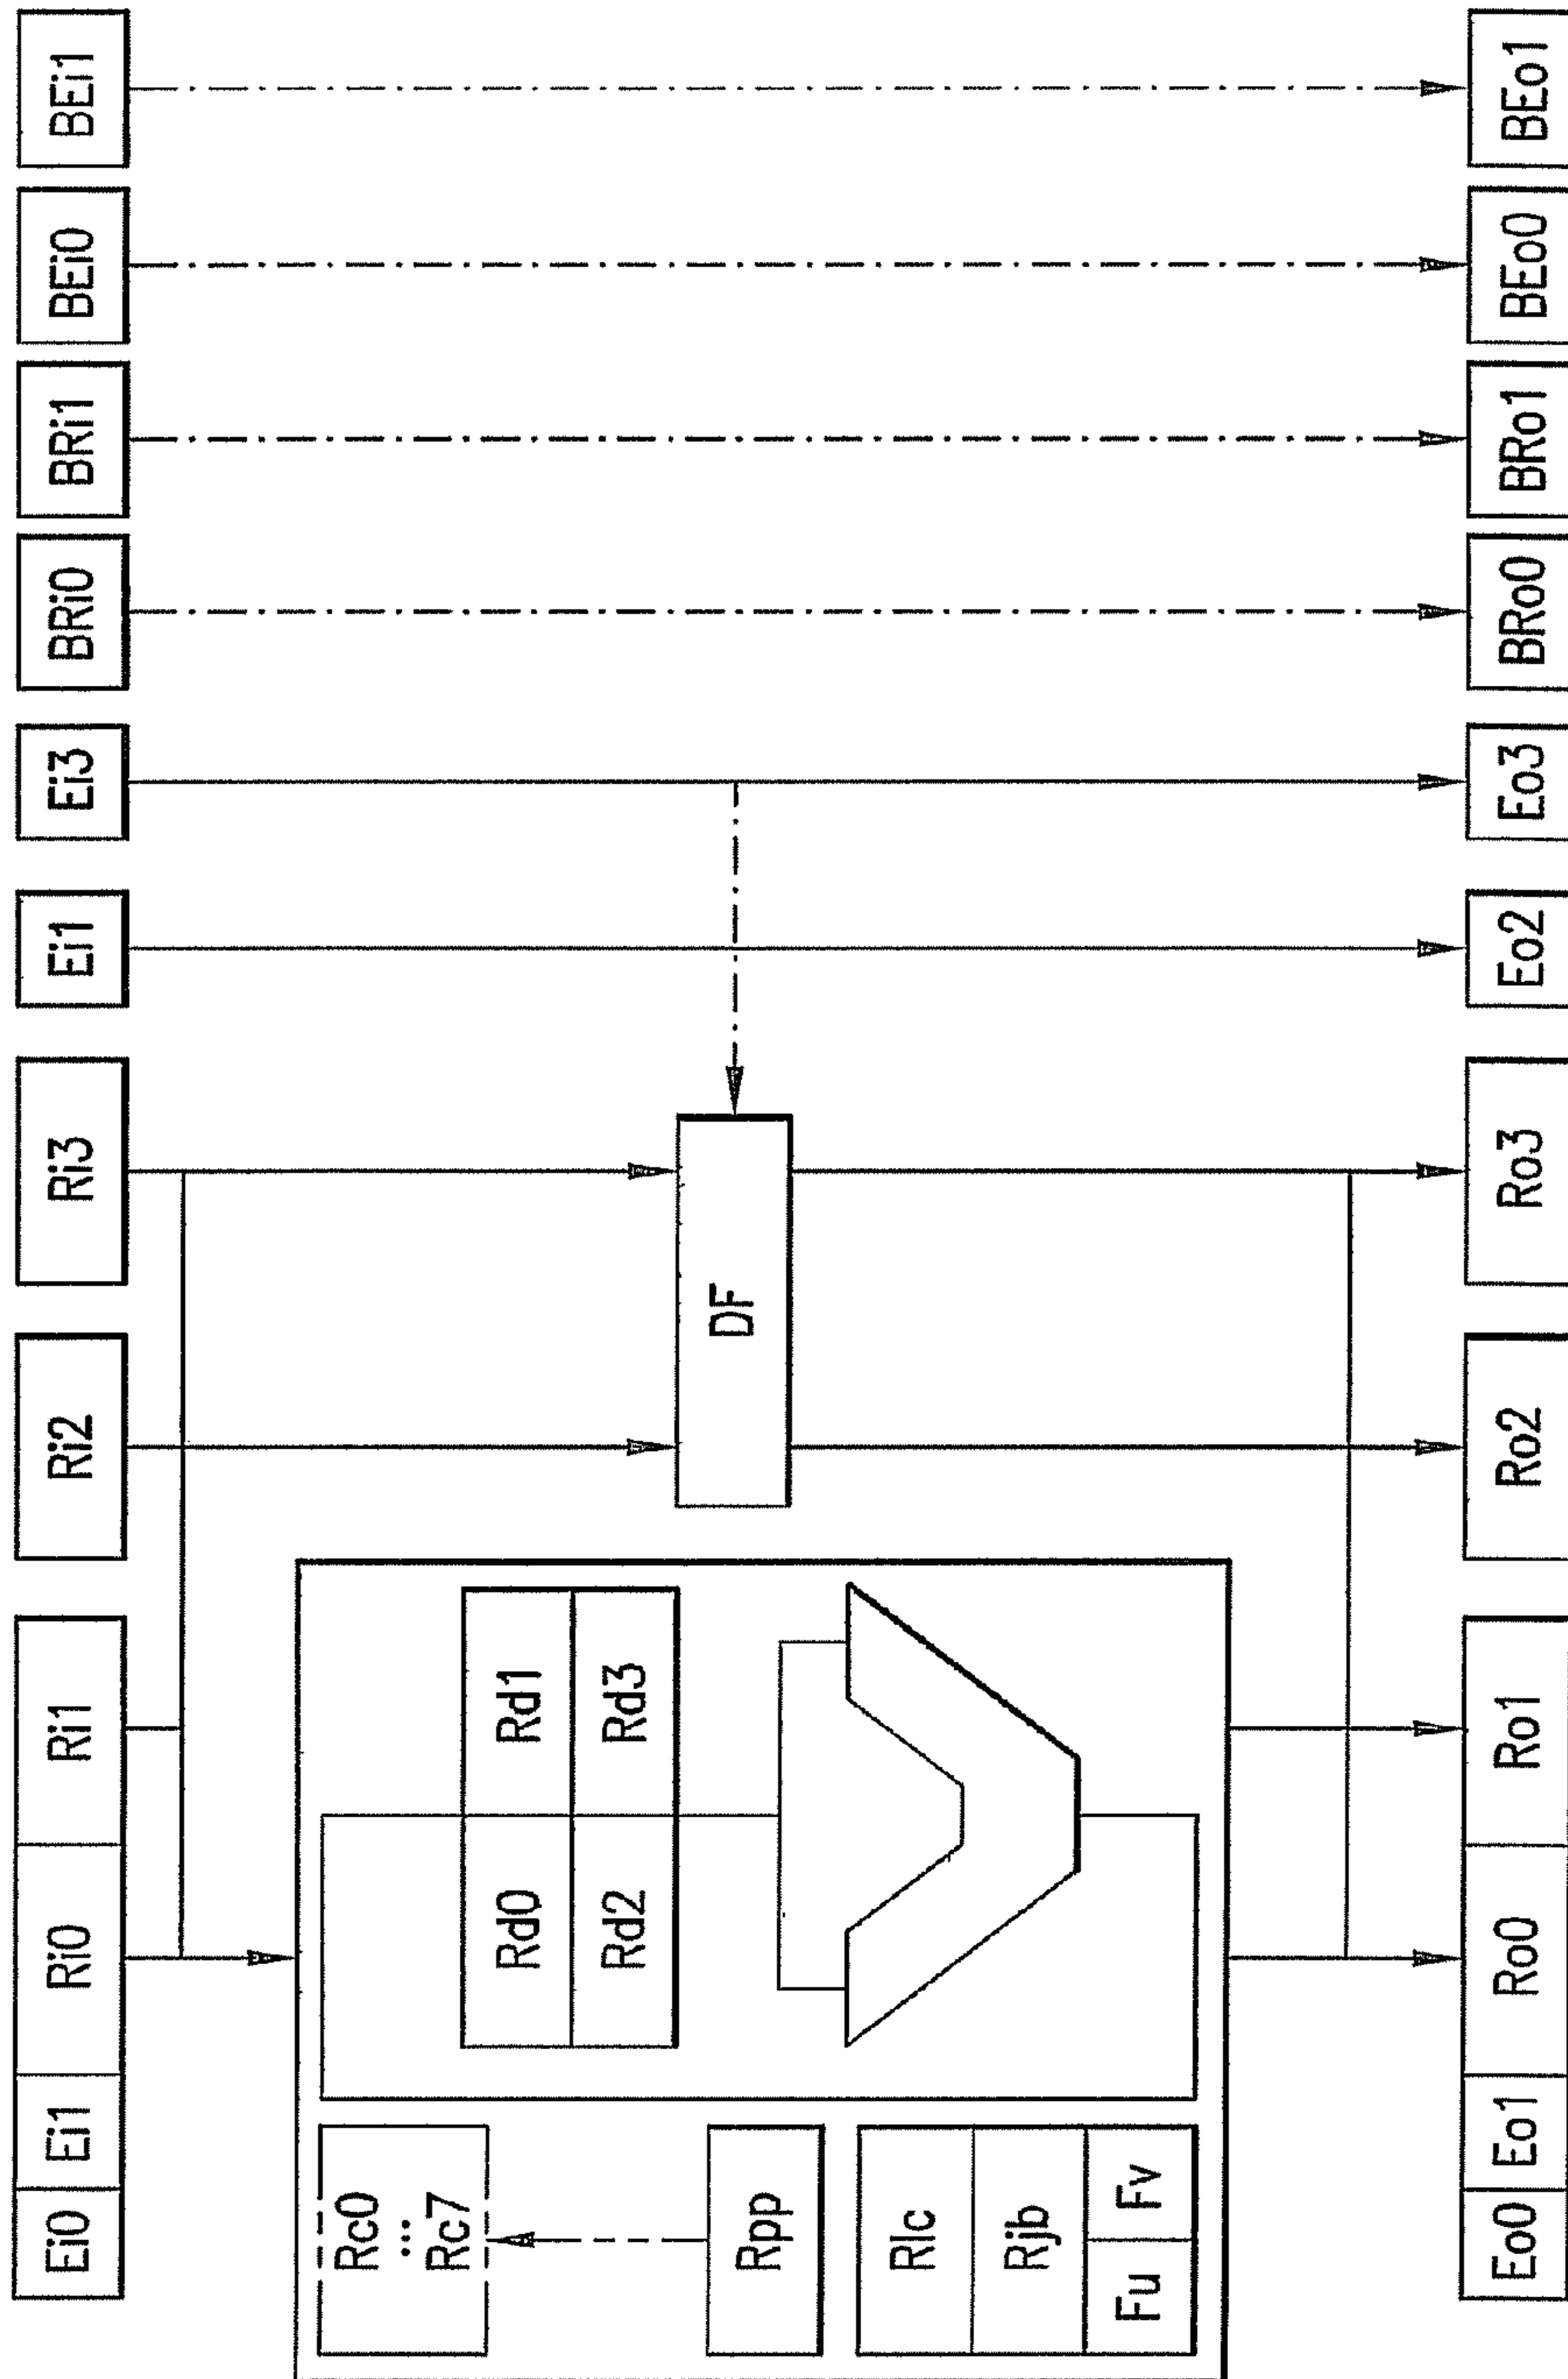 Ei0 Ei1 Ri0 Ri1 Ri2 Ri3 Ei1 Ei3 BRi0 BRi1 BEi0 BEi1
Rc0
...
Rc7
Rd0 Rd1
Rd2 Rd3
DF
Rpp
Rlc
Rjb
Fu Fv
Eo0 Eo1 Ro0 Ro1 Ro2 Ro3 Eo2 Eo3 BRo0 BRo1 BEo0 BEo1